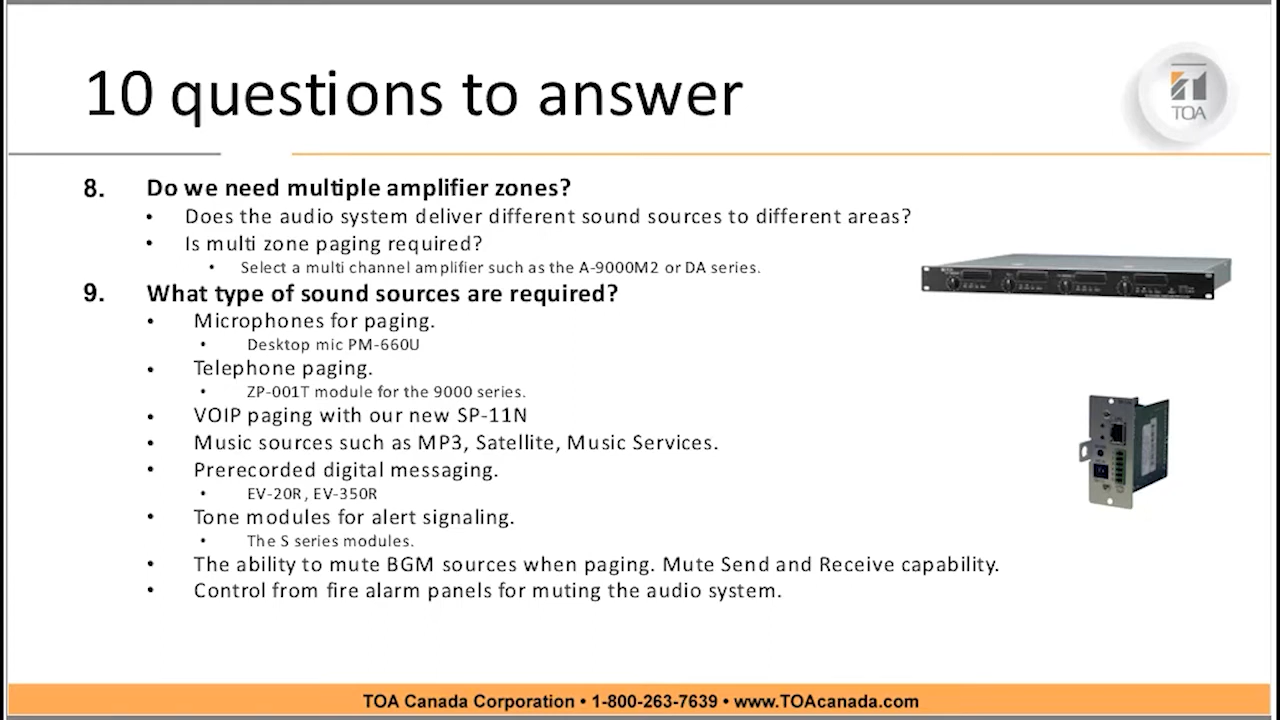 10 questions to answer
TOA
8. Do we need multiple amplifier zones?
• Does the audio system deliver different sound sources to different areas?
• Is multi zone paging required?
• Select a multi channel amplifier such as the A-9000M2 or DA series.
9. What type of sound sources are required?
• Microphones for paging.
• Desktop mic PM-660U
• Telephone paging.
• ZP-001T module for the 9000 series.
• VOIP paging with our new SP-11N
• Music sources such as MP3, Satellite, Music Services.
• Prerecorded digital messaging.
• EV-20R, EV-350R
• Tone modules for alert signaling.
• The S series modules.
• The ability to mute BGM sources when paging. Mute Send and Receive capability.
• Control from fire alarm panels for muting the audio system.
TOA Canada Corporation • 1-800-263-7639 • www.TOAcanada.com